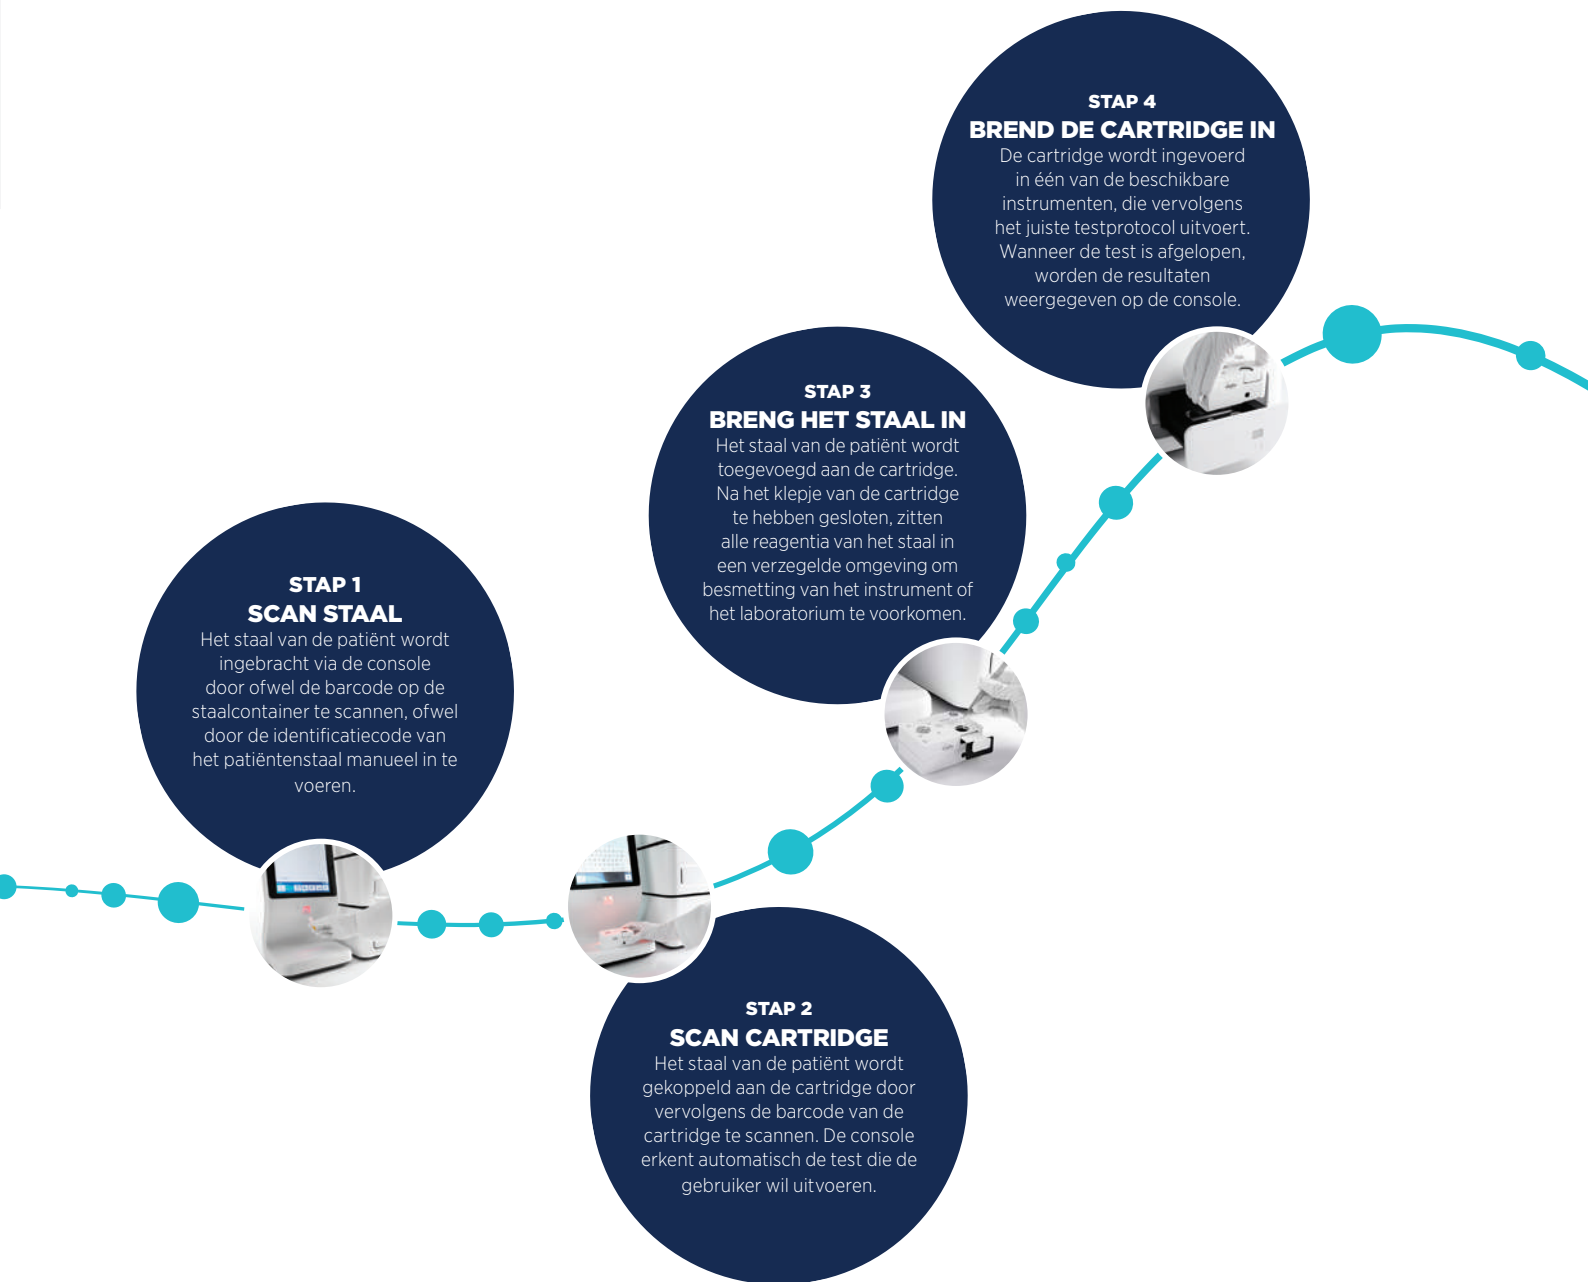 STAP 1
SCAN STAAL
Het staal van de patiënt wordt
ingebracht via de console
door ofwel de barcode op de
staalcontainer te scannen, ofwel
door de identificatiecode van
het patiëntenstaal manueel in te
voeren.
STAP 2
SCAN CARTRIDGE
Het staal van de patiënt wordt
gekoppeld aan de cartridge door
vervolgens de barcode van de
cartridge te scannen. De console
erkent automatisch de test die de
gebruiker wil uitvoeren.
STAP 3
BRENG HET STAAL IN
Het staal van de patiënt wordt
toegevoegd aan de cartridge.
Na het klepje van de cartridge
te hebben gesloten, zitten
alle reagentia van het staal in
een verzegelde omgeving om
besmetting van het instrument of
het laboratorium te voorkomen.
STAP 4
BREND DE CARTRIDGE IN
De cartridge wordt ingevoerd
in één van de beschikbare
instrumenten, die vervolgens
het juiste testprotocol uitvoert.
Wanneer de test is afgelopen,
worden de resultaten
weergegeven op de console.